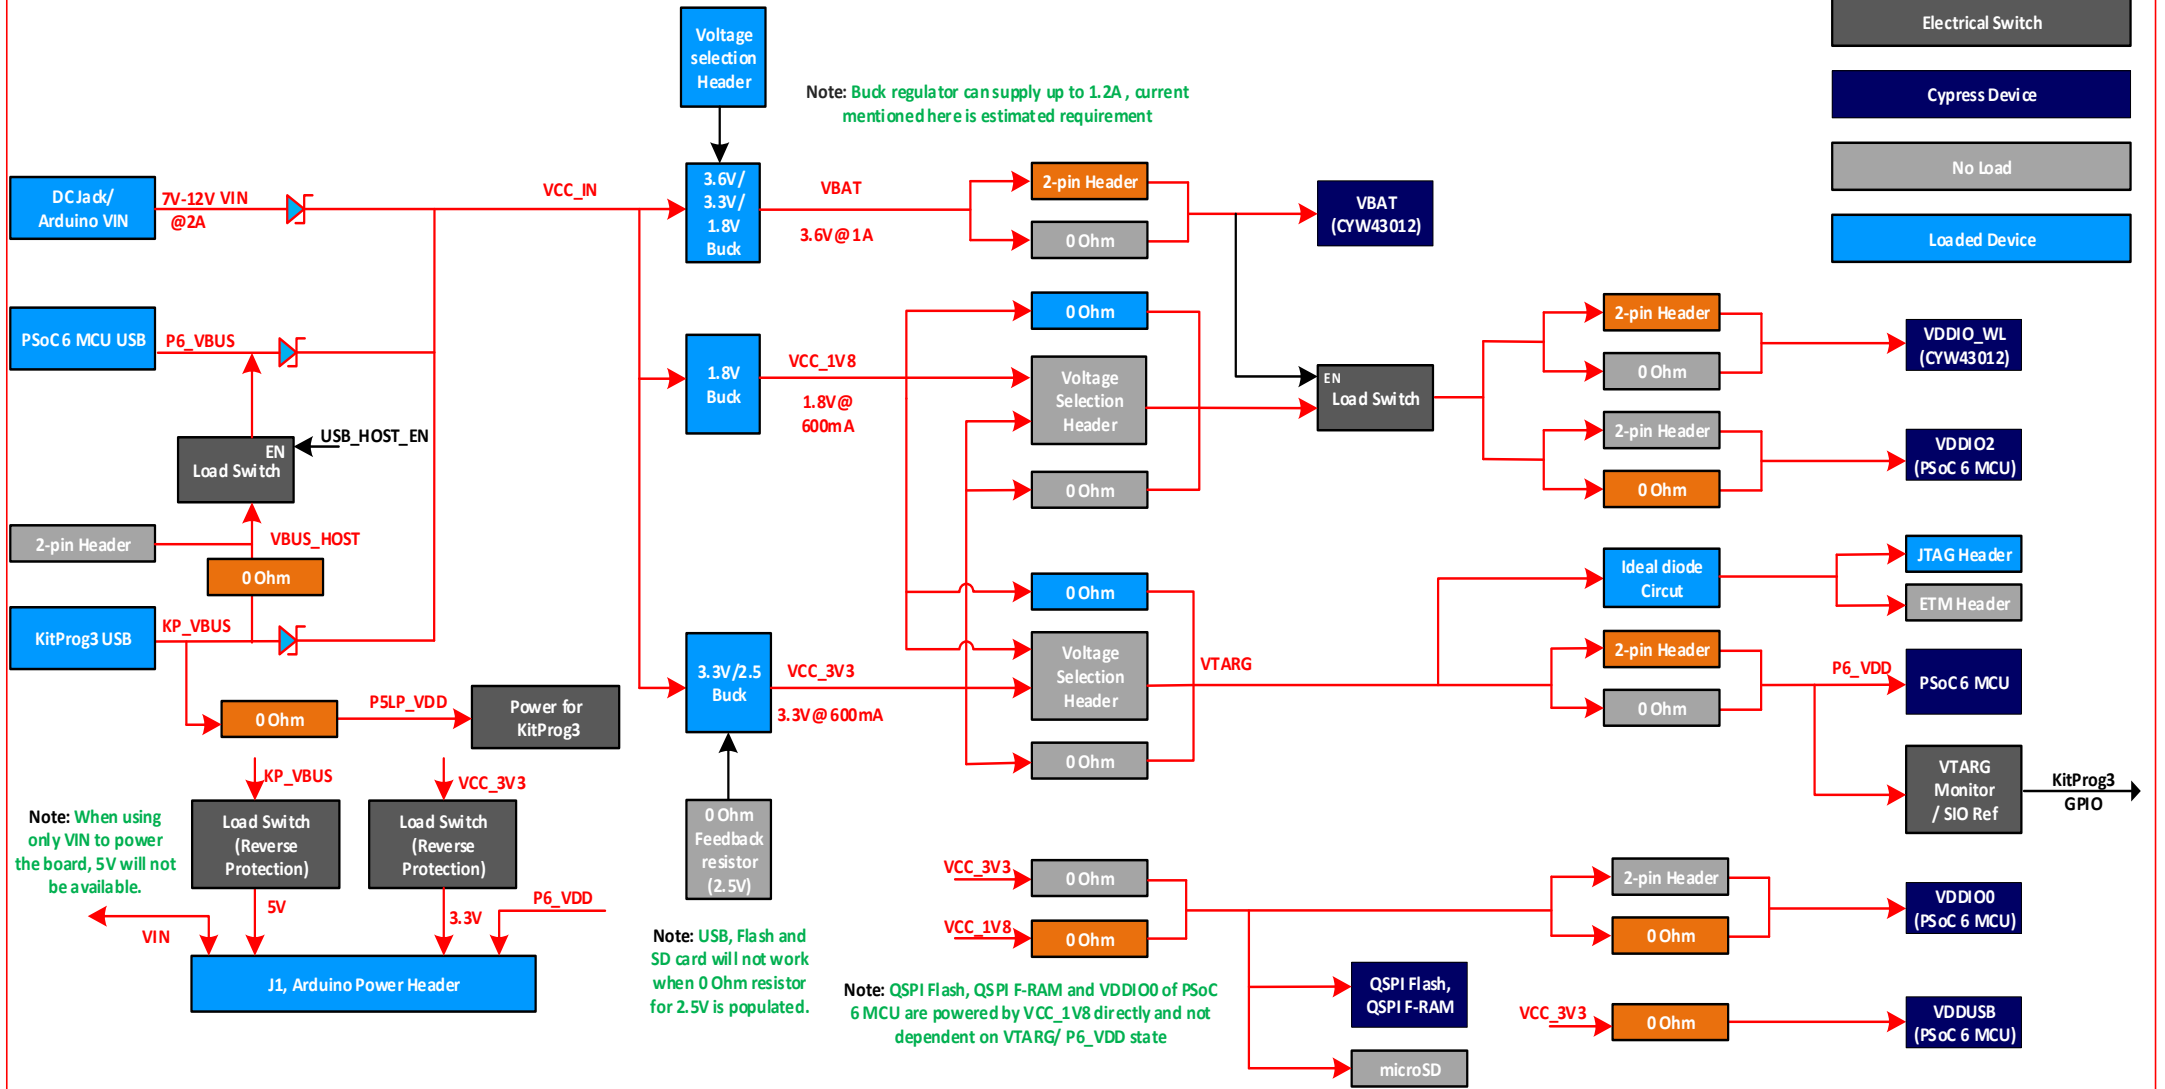 Voltage
selection
Header
Electrical Switch
Cypress Device
No Load
Loaded Device
Note: Buck regulator can supply up to 1.2A , current
mentioned here is estimated requirement
DC Jack/
Arduino VIN
7V-12V VIN
@2A
VCC_IN
3.6V/
3.3V/
1.8V
Buck
VBAT
3.6V@ 1A
2-pin Header
0 Ohm
VBAT
(CYW43012)
PSoC 6 MCU USB
P6_VBUS
1.8V
Buck
VCC_1V8
1.8V@
600mA
0 Ohm
Voltage
Selection
Header
0 Ohm
EN
Load Switch
2-pin Header
0 Ohm
VDDIO_WL
(CYW43012)
2-pin Header
0 Ohm
VDDIO2
(PSoC 6 MCU)
EN
Load Switch
USB_HOST_EN
2-pin Header
VBUS_HOST
0 Ohm
KitProg3 USB
KP_VBUS
0 Ohm
P5LP_VDD
Power for
KitProg3
3.3V/2.5
Buck
VCC_3V3
3.3V@ 600mA
0 Ohm
Voltage
Selection
Header
0 Ohm
VTARG
Ideal diode
Circut
JTAG Header
ETM Header
2-pin Header
0 Ohm
P6_VDD
PSoC 6 MCU
VTARG
Monitor
/ SIO Ref
KitProg3
GPIO
KP_VBUS
VCC_3V3
Note: When using
only VIN to power
the board, 5V will not
be available.
Load Switch
(Reverse
Protection)
Load Switch
(Reverse
Protection)
VIN
5V
3.3V
P6_VDD
J1, Arduino Power Header
0 Ohm
Feedback
resistor
(2.5V)
Note: USB, Flash and
SD card will not work
when 0 Ohm resistor
for 2.5V is populated.
VCC_3V3
0 Ohm
VCC_1V8
0 Ohm
Note: QSPI Flash, QSPI F-RAM and VDDIO0 of PSoC
6 MCU are powered by VCC_1V8 directly and not
dependent on VTARG/ P6_VDD state
2-pin Header
0 Ohm
VDDIO0
(PSoC 6 MCU)
QSPI Flash,
QSPI F-RAM
microSD
VCC_3V3
0 Ohm
VDDUSB
(PSoC 6 MCU)